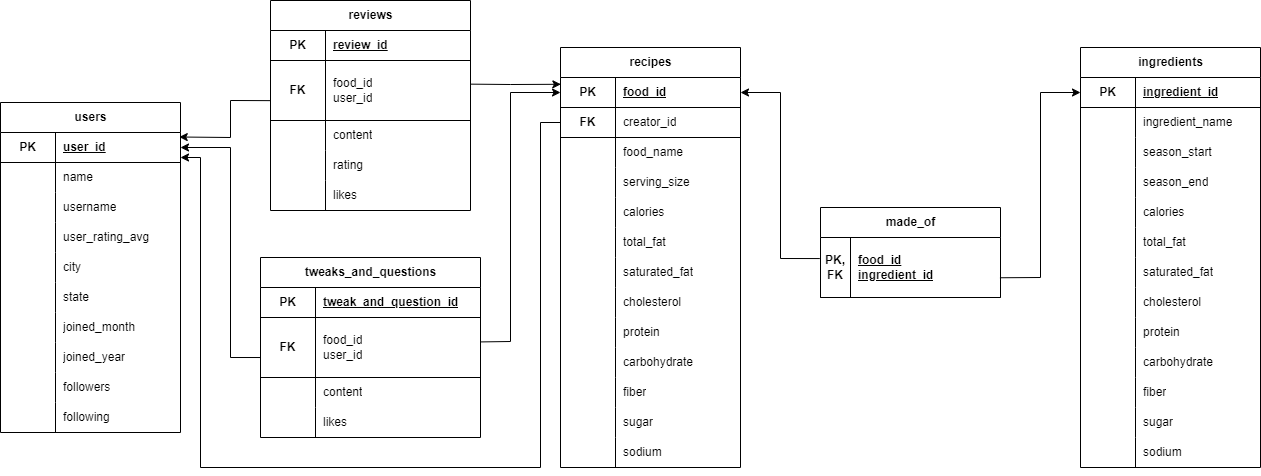 users
PK user_id
name
username
user_rating_avg
city
state
joined_month
joined_year
followers
following
reviews
PK review_id
FK food_id
user_id
content
rating
likes
tweaks_and_questions
PK tweak_and_question_id
FK food_id
user_id
content
likes
recipes
PK food_id
FK creator_id
food_name
serving_size
calories
total_fat
saturated_fat
cholesterol
protein
carbohydrate
fiber
sugar
sodium
made_of
PK, food_id
FK ingredient_id
ingredients
PK ingredient_id
ingredient_name
season_start
season_end
calories
total_fat
saturated_fat
cholesterol
protein
carbohydrate
fiber
sugar
sodium